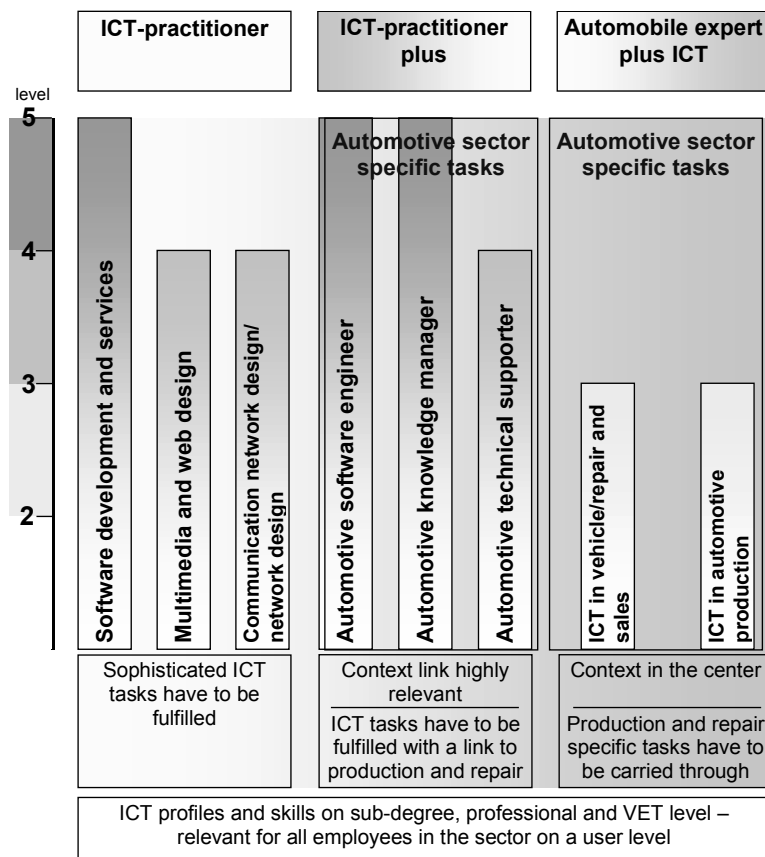 ICT-practitioner
ICT-practitioner
plus
Automobile expert
plus ICT
level
5
4
3
2
Automotive sector
specific tasks
Automotive sector
specific tasks
Software development and services
Multimedia and web design
Communication network design/
network design
Automotive software engineer
Automotive knowledge manager
Automotive technical supporter
ICT in vehicle/repair and
sales
ICT in automotive
production
Sophisticated ICT
tasks have to be
fulfilled
Context link highly
relevant
ICT tasks have to be
fulfilled with a link to
production and repair
Context in the center
Production and repair
specific tasks have to
be carried through
ICT profiles and skills on sub-degree, professional and VET level –
relevant for all employees in the sector on a user level